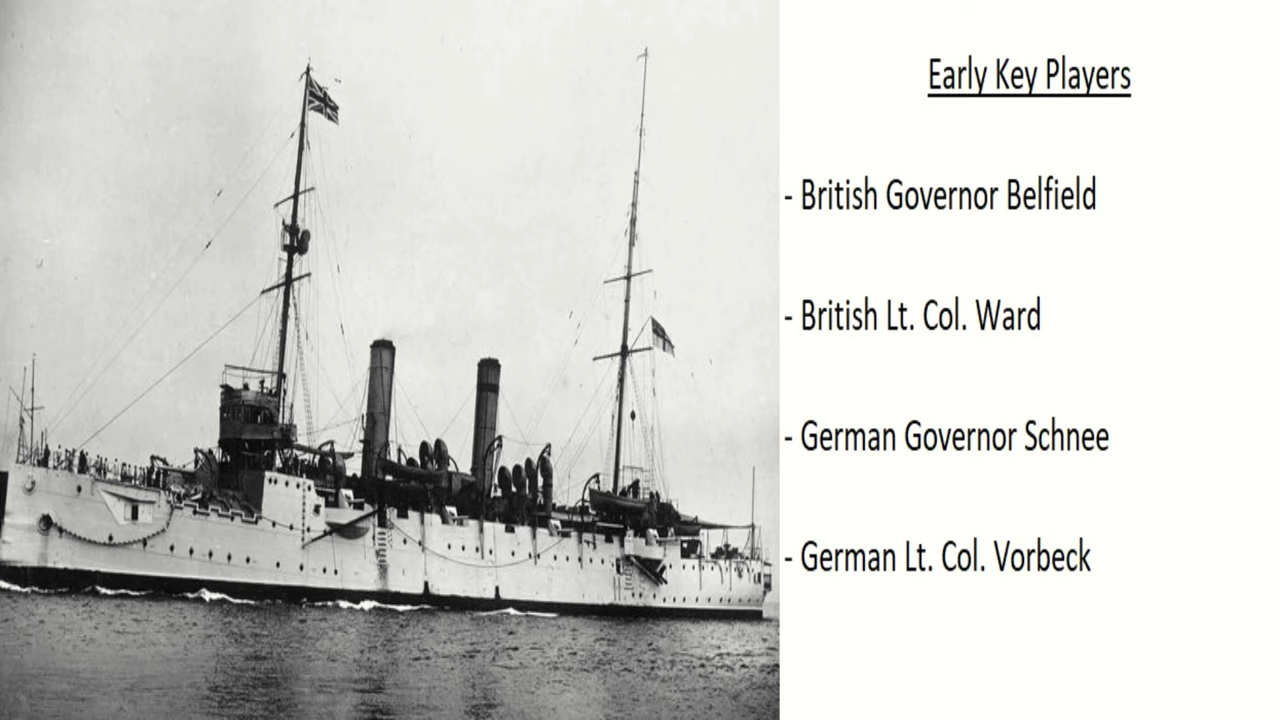 Early Key Players
- British Governor Belfield
- British Lt. Col. Ward
- German Governor Schnee
- German Lt. Col. Vorbeck